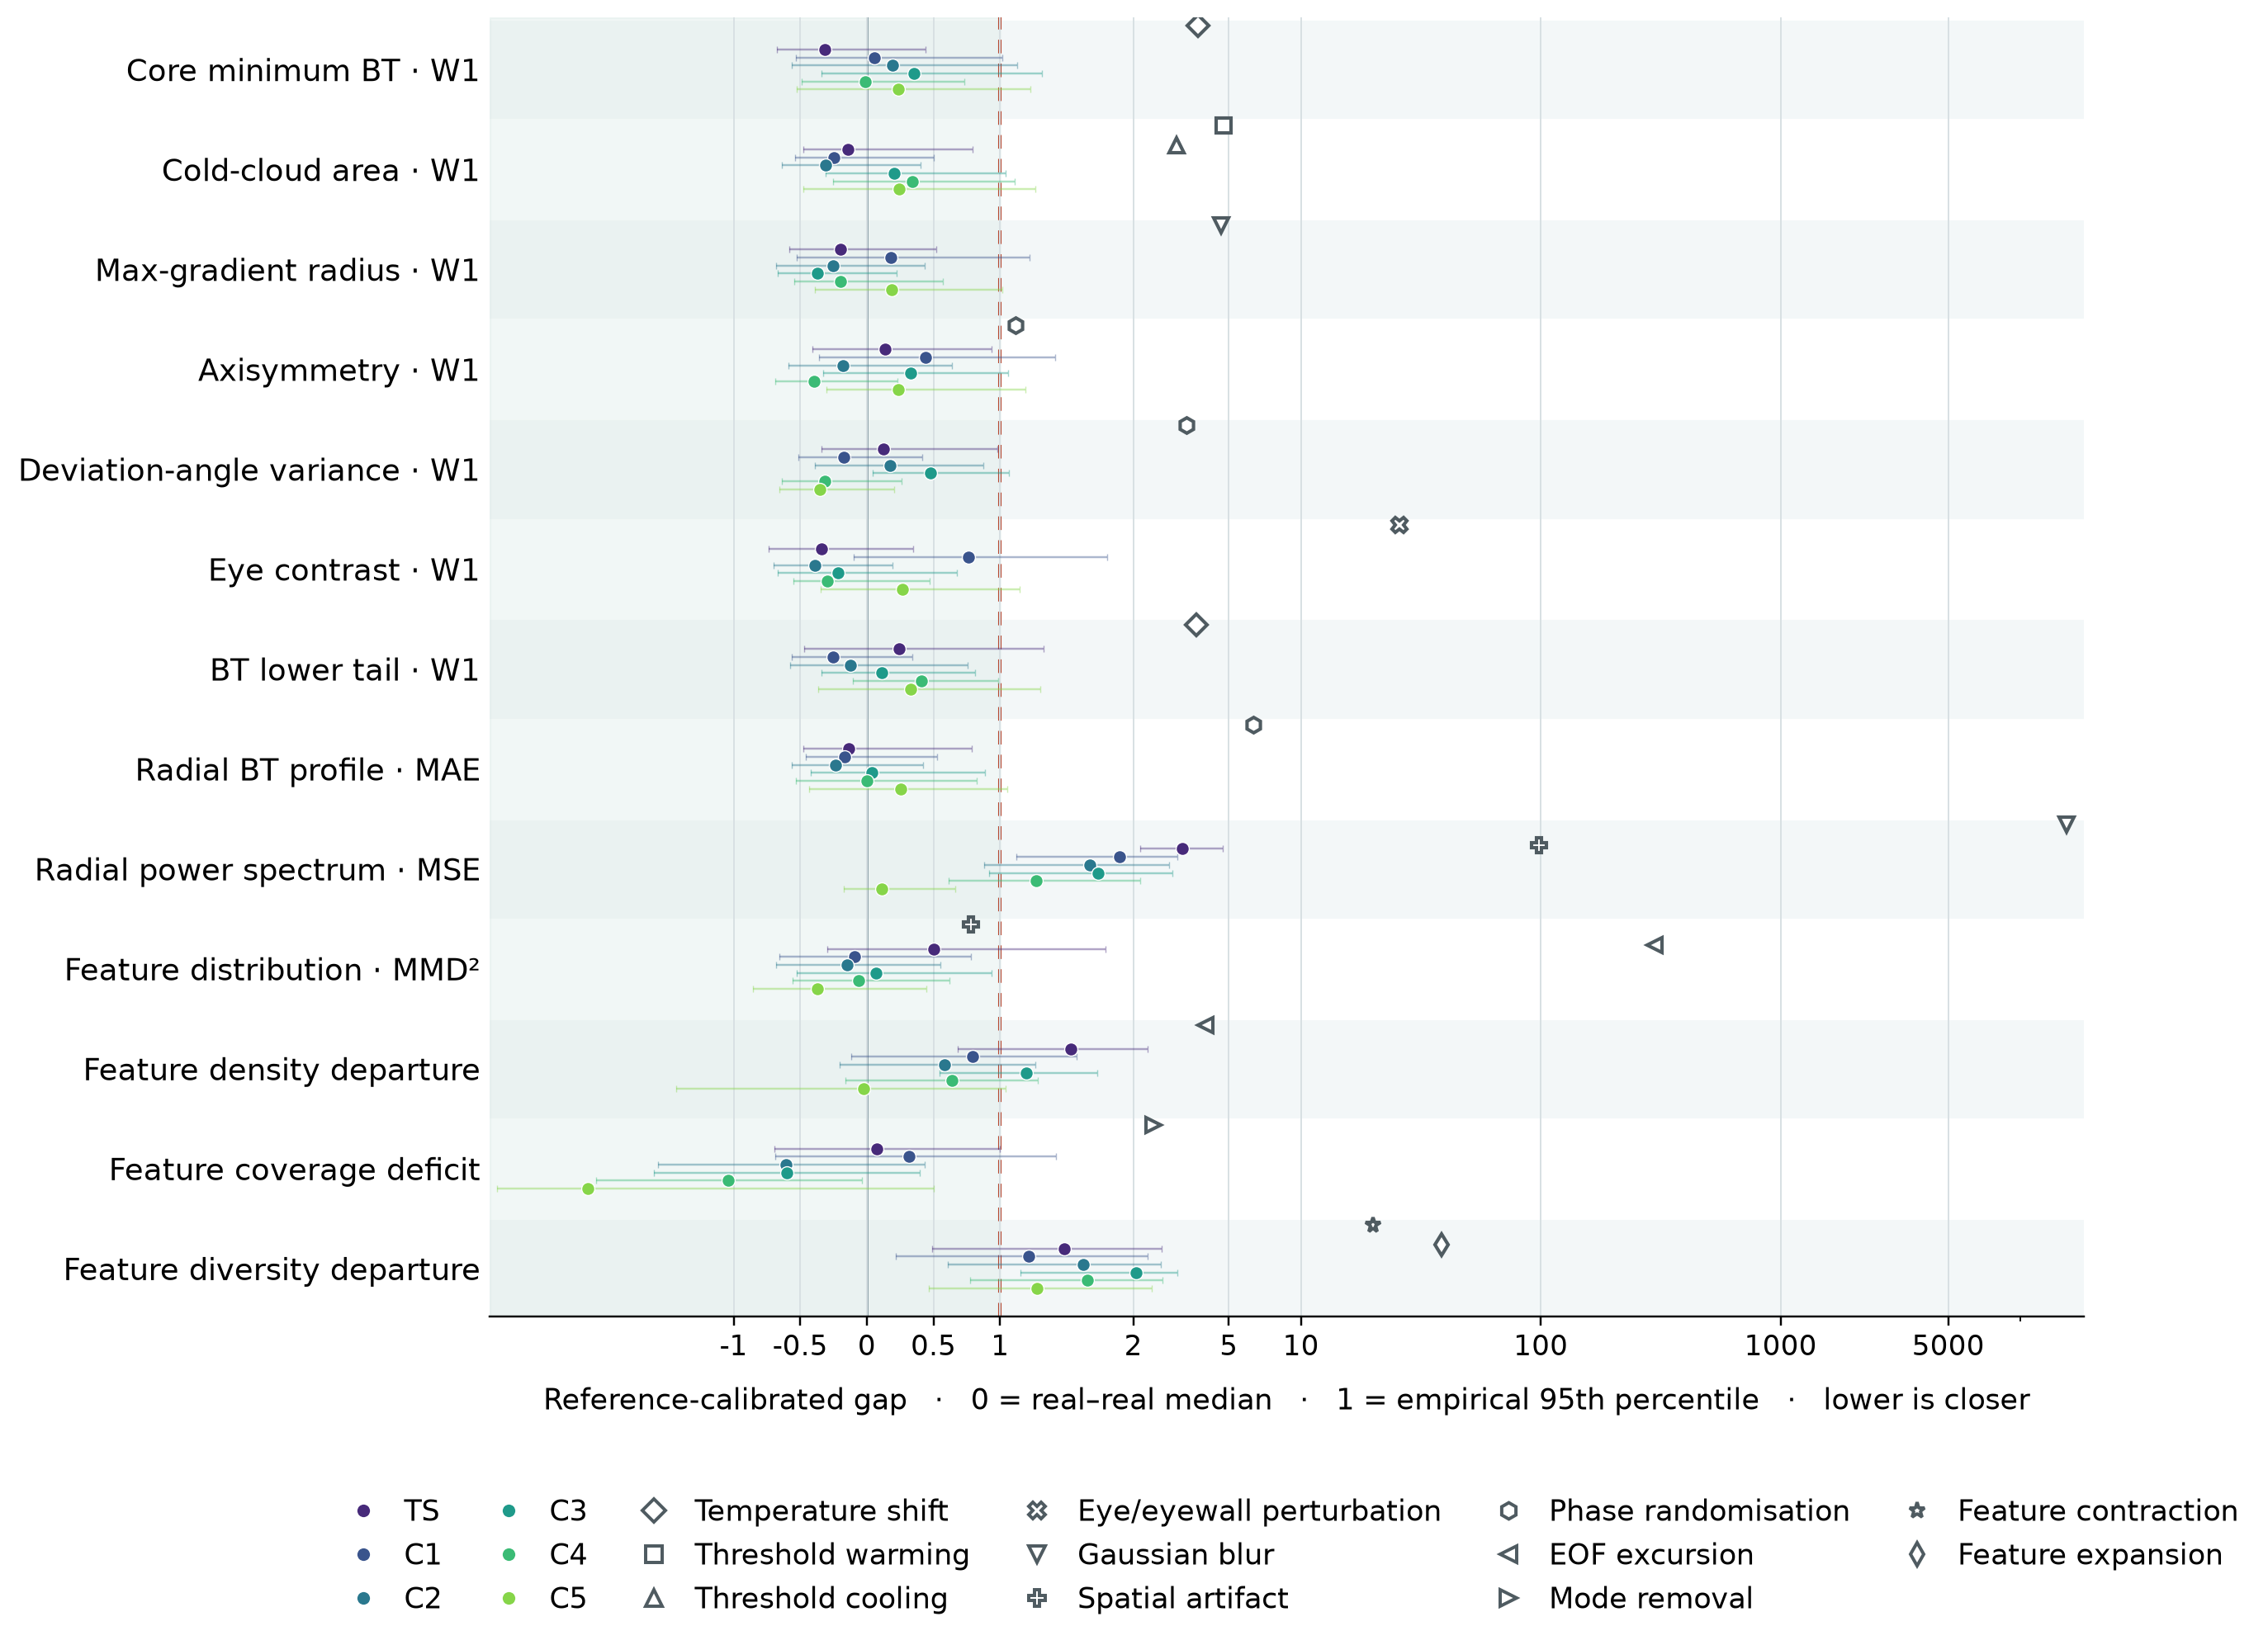 Core minimum BT · W1
Cold-cloud area · W1
Max-gradient radius · W1
Axisymmetry · W1
Deviation-angle variance · W1
Eye contrast · W1
BT lower tail · W1
Radial BT profile · MAE
Radial power spectrum · MSE
Feature distribution · MMD²
Feature density departure
Feature coverage deficit
Feature diversity departure
-1 -0.5 0 0.5 1 2 5 10 100 1000 5000
Reference-calibrated gap · 0 = real–real median · 1 = empirical 95th percentile · lower is closer
TS C3 Temperature shift Eye/eyewall perturbation Phase randomisation Feature contraction
C1 C4 Threshold warming Gaussian blur EOF excursion Feature expansion
C2 C5 Threshold cooling Spatial artifact Mode removal